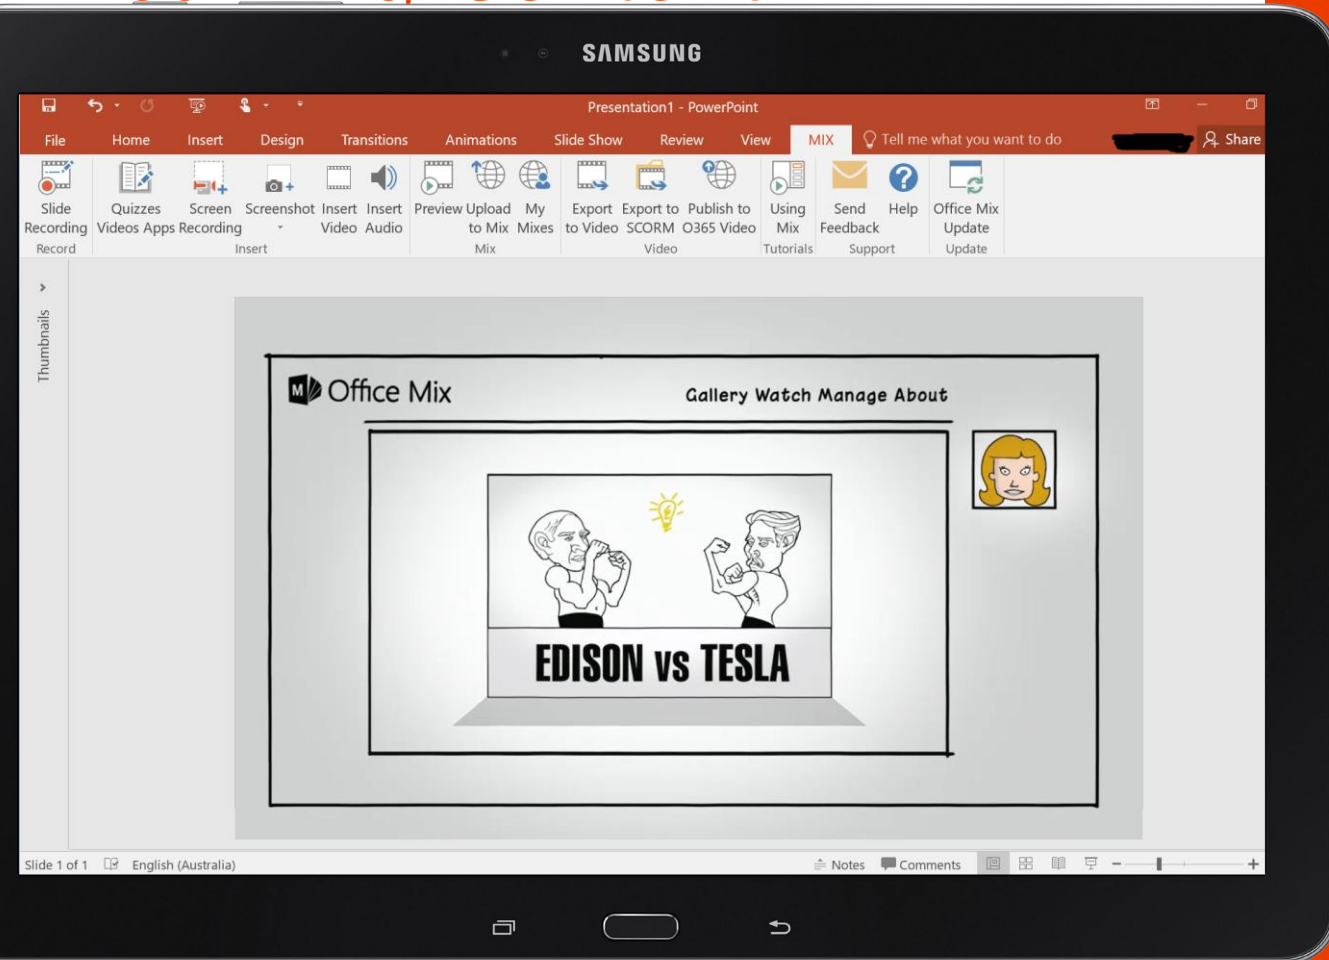 SAMSUNG
Presentation1 - PowerPoint
File Home Insert Design Transitions Animations Slide Show Review View MIX Tell me what you want to do Share
Slide Quizzes Screen Screenshot Insert Insert Preview Upload My Export Export to Publish to Using Send Help Office Mix
Recording Videos Apps Recording Video Audio to Mix Mixes to Video SCORM O365 Video Mix Feedback Update
Record Insert Mix Video Tutorials Support Update
Thumbnails
M Office Mix
Gallery Watch Manage About
EDISON vs TESLA
Slide 1 of 1 English (Australia) Notes Comments